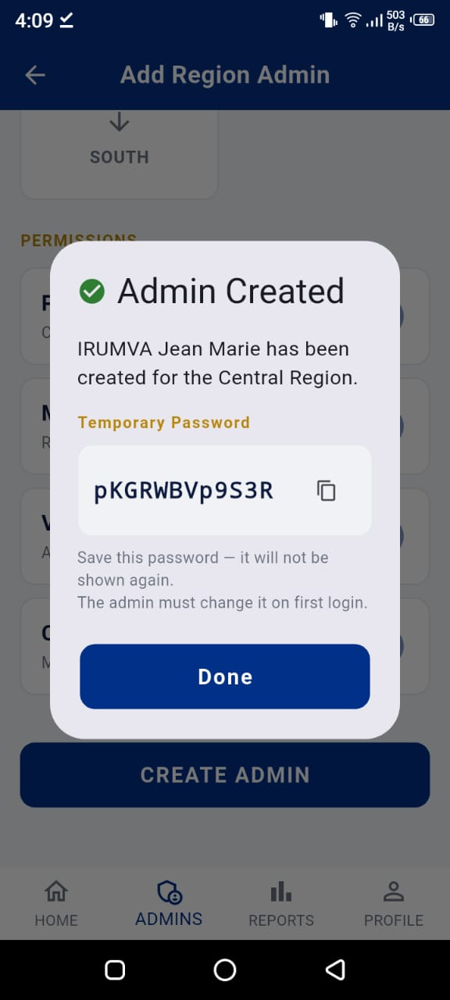 4:09
503
B/s
66
Add Region Admin
SOUTH
PERMISSIONS
Admin Created
IRUMVA Jean Marie has been
created for the Central Region.
Temporary Password
pKGRWBVp9S3R
Save this password — it will not be
shown again.
The admin must change it on first login.
Done
CREATE ADMIN
HOME
ADMINS
REPORTS
PROFILE